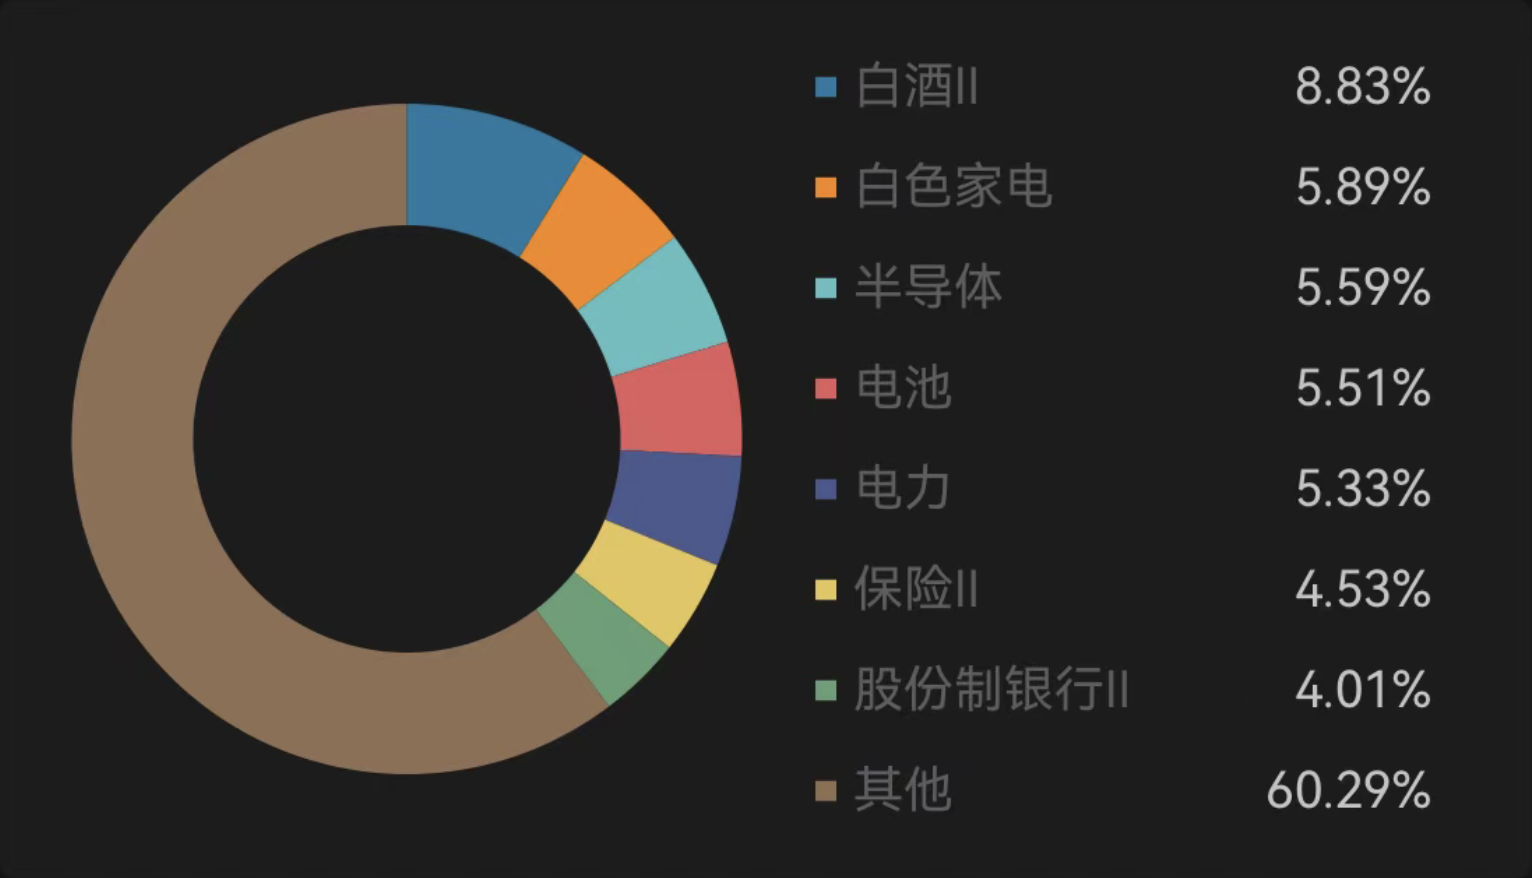 白酒II 8.83%
白色家电 5.89%
半导体 5.59%
电池 5.51%
电力 5.33%
保险II 4.53%
股份制银行II 4.01%
其他 60.29%